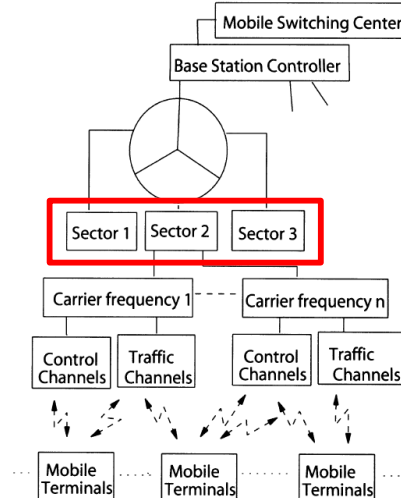 Mobile Switching Center
Base Station Controller
Sector 1
Sector 2
Sector 3
Carrier frequency 1
Carrier frequency n
Control
Channels
Traffic
Channels
Control
Channels
Traffic
Channels
Mobile
Terminals
Mobile
Terminals
Mobile
Terminals